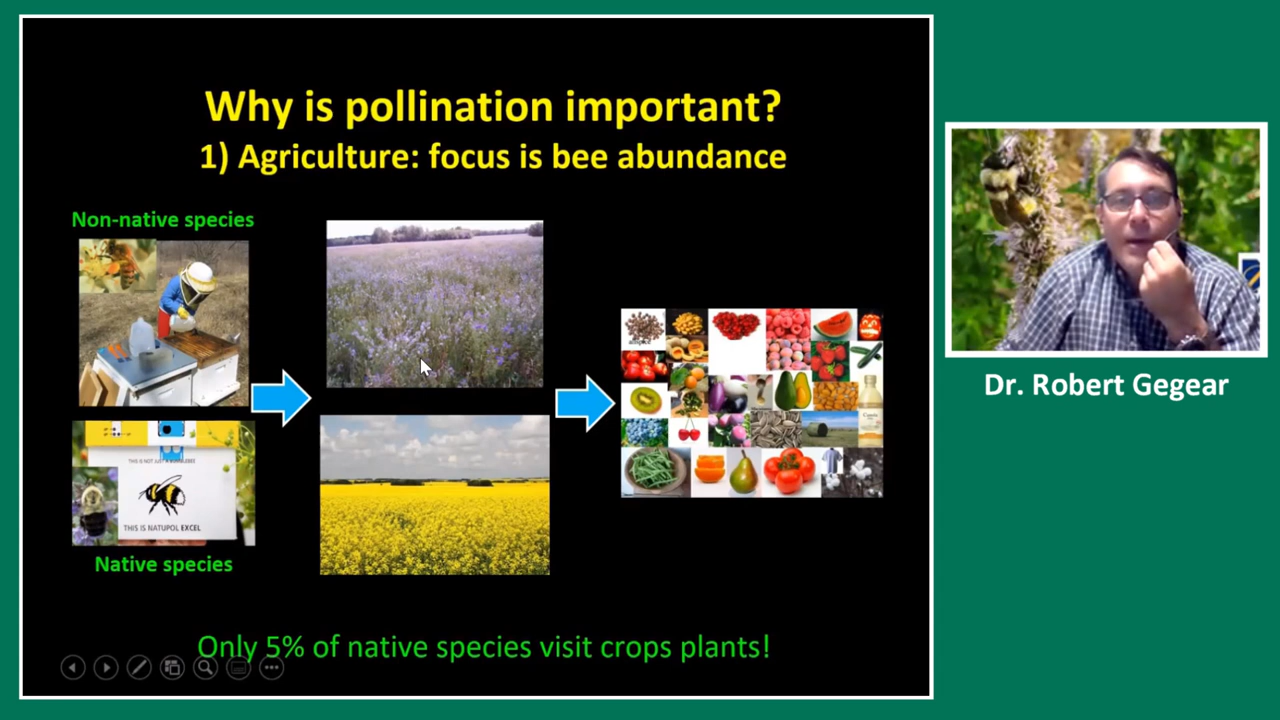 Why is pollination important?
1) Agriculture: focus is bee abundance
Non-native species
THIS IS NOT JUST A BUMBLEBEE
THIS IS NATUPOL EXCEL
Native species
allspice
Only 5% of native species visit crops plants!
Dr. Robert Gegear